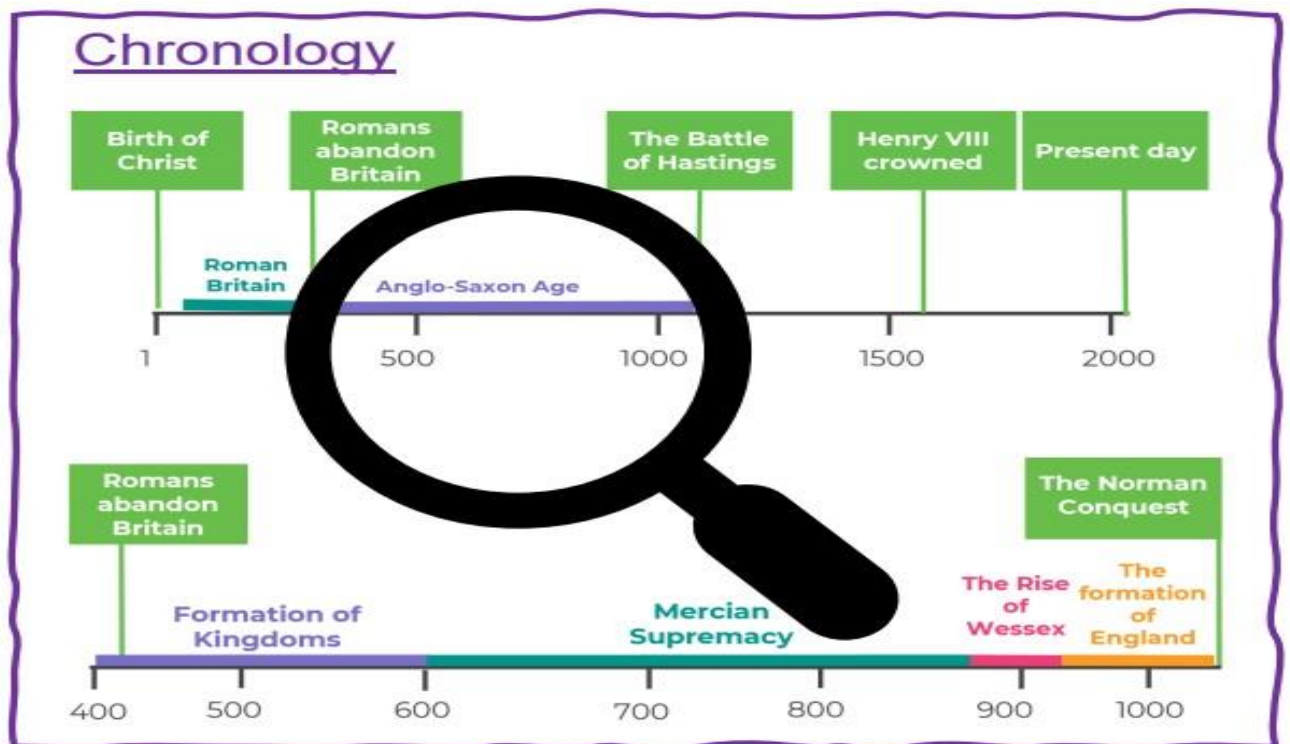 Chronology
Birth of
Christ
Romans
abandon
Britain
The Battle
of Hastings
Henry VIII
crowned
Present day
Roman
Britain
Anglo-Saxon Age
1 500 1000 1500 2000
Romans
abandon
Britain
The Norman
Conquest
Formation of
Kingdoms
Mercian
Supremacy
The Rise
of
Wessex
The
formation
of
England
400 500 600 700 800 900 1000